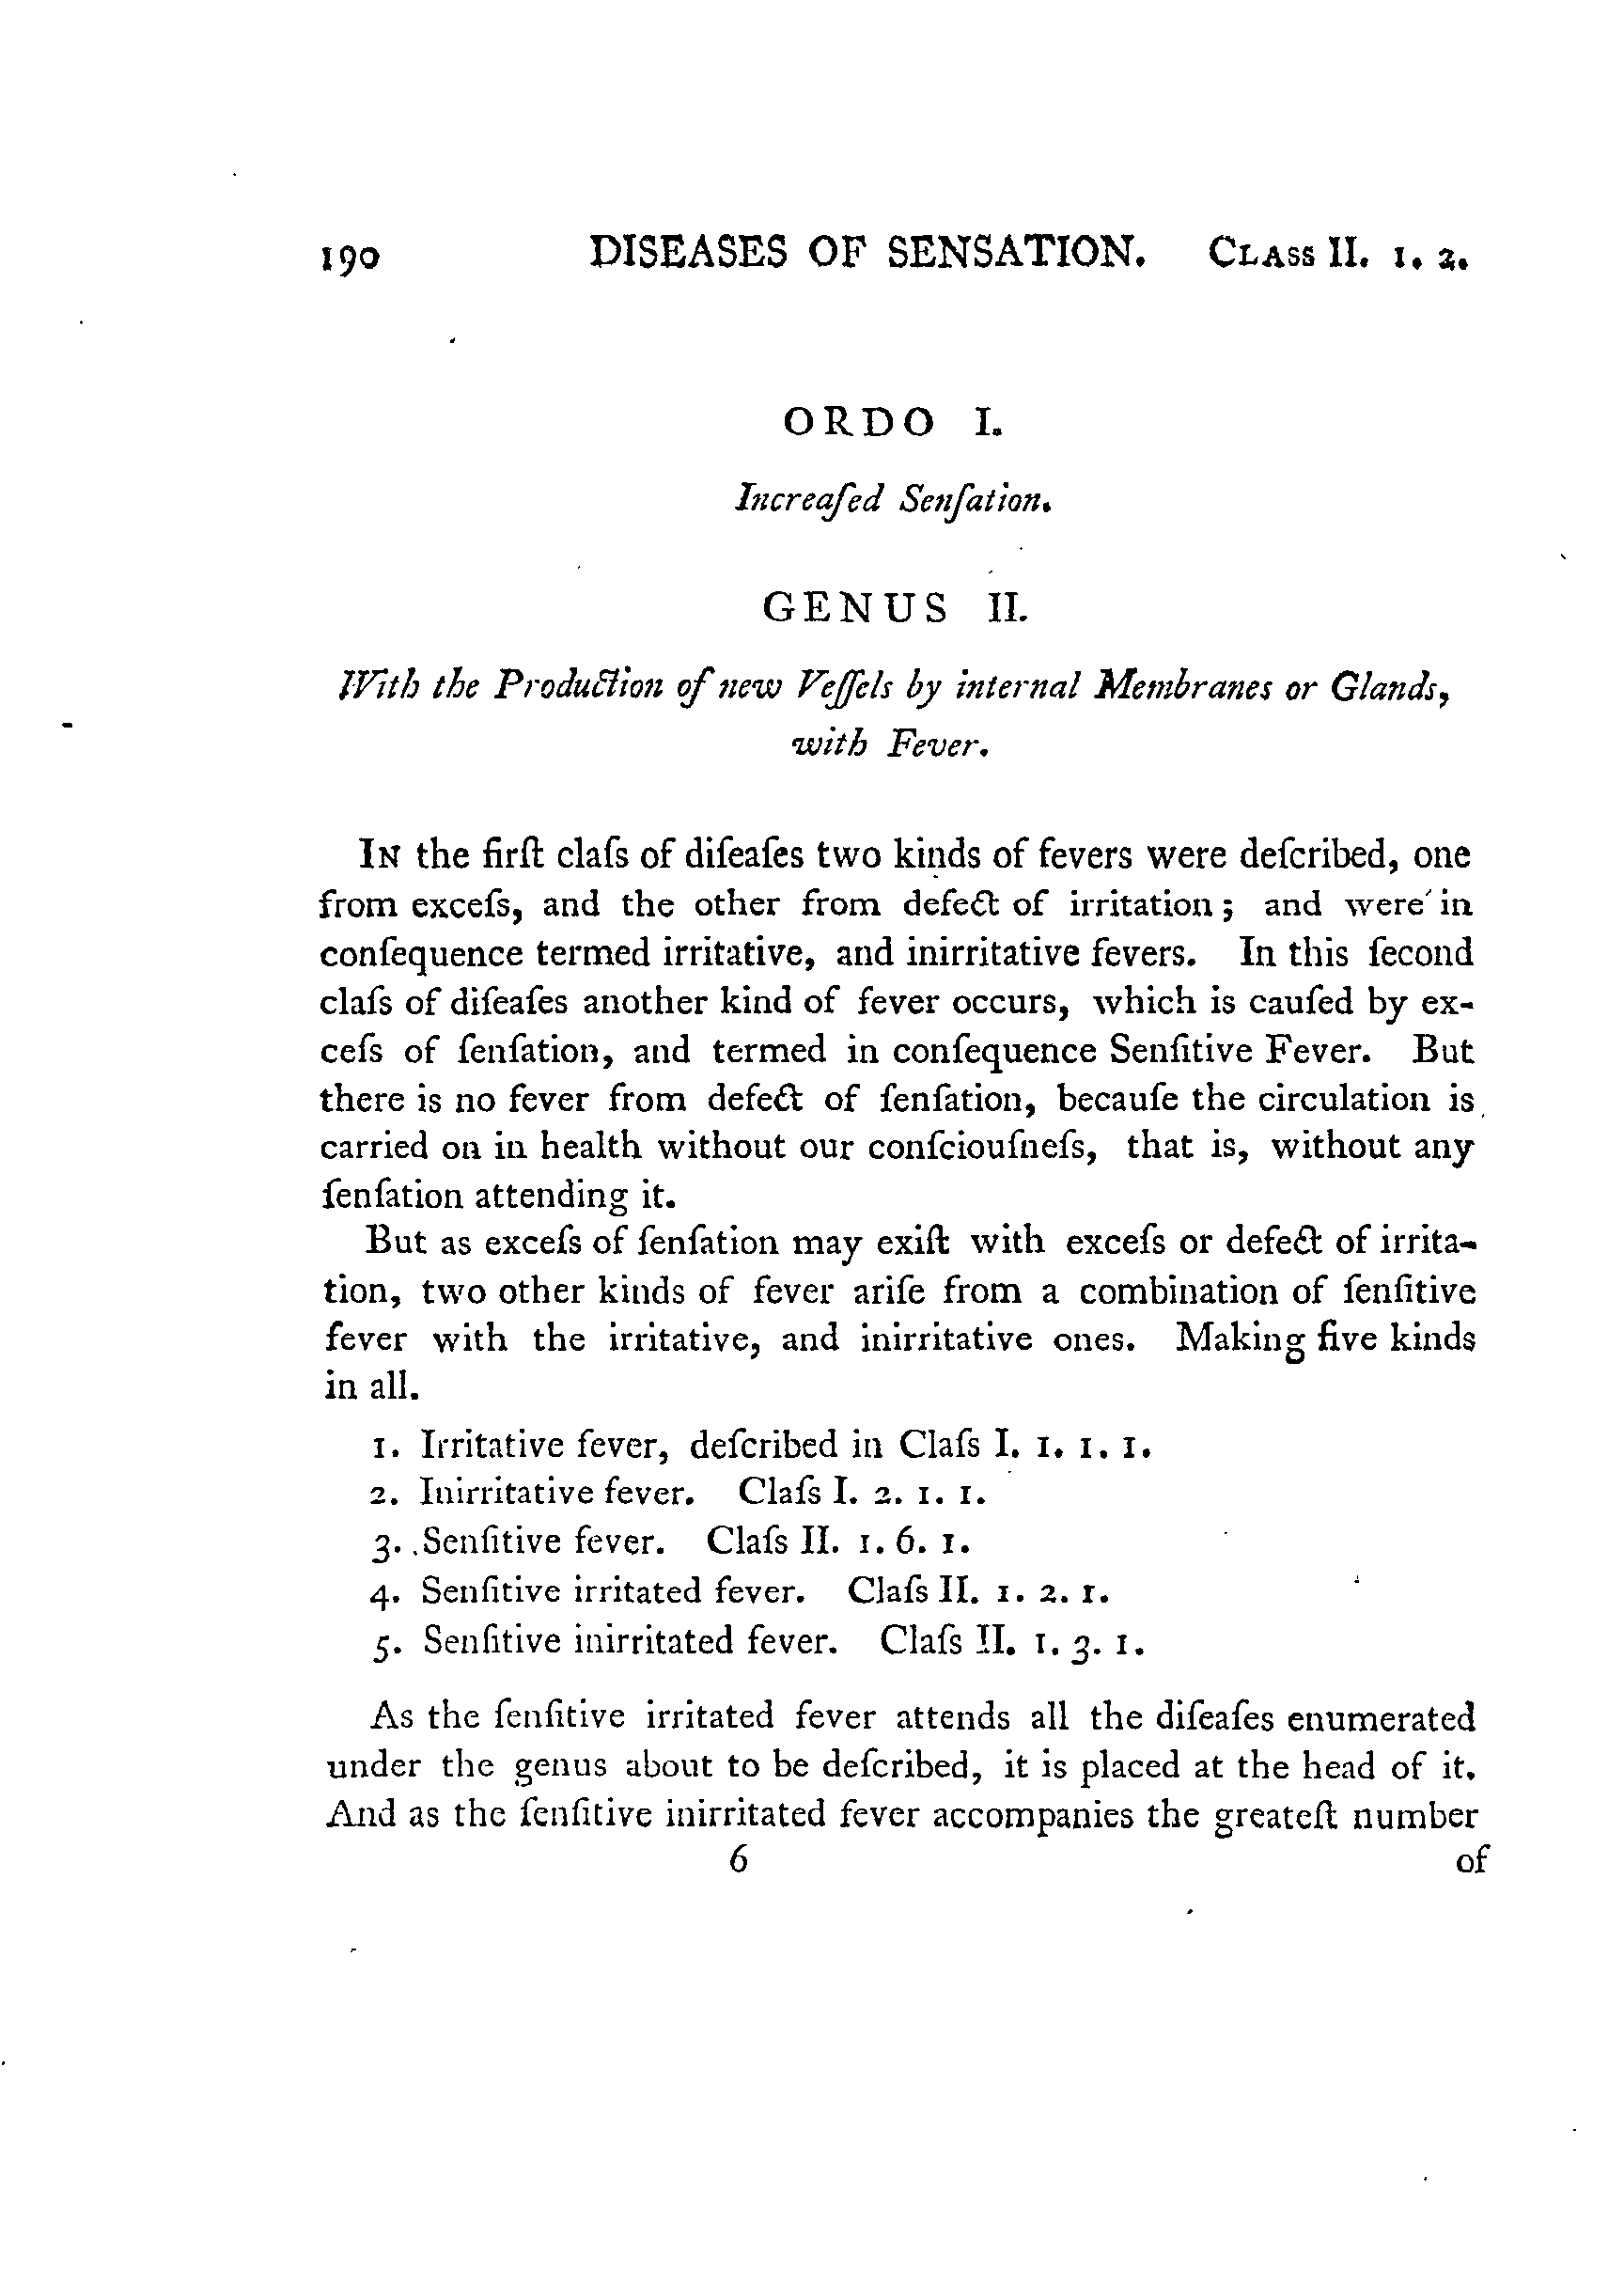 190 DISEASES OF SENSATION. CLASS II. 1. 2.
ORDO I.
Increaſed Senſation.
GENUS II.
With the Production of new Veſſels by internal Membranes or Glands,
with Fever.
IN the firſt claſs of diſeaſes two kinds of fevers were deſcribed, one
from exceſs, and the other from defect of irritation; and were in
conſequence termed irritative, and inirritative fevers. In this ſecond
claſs of diſeaſes another kind of fever occurs, which is cauſed by ex-
ceſs of ſenſation, and termed in conſequence Senſitive Fever. But
there is no fever from defect of ſenſation, becauſe the circulation is
carried on in health without our conſciouſneſs, that is, without any
ſenſation attending it.
But as exceſs of ſenſation may exiſt with exceſs or defect of irrita-
tion, two other kinds of fever ariſe from a combination of ſenſitive
fever with the irritative, and inirritative ones. Making five kinds
in all.
1. Irritative fever, deſcribed in Claſs I. 1. 1. 1.
2. Inirritative fever. Claſs I. 2. 1. 1.
3. Senſitive fever. Claſs II. 1. 6. 1.
4. Senſitive irritated fever. Claſs II. 1. 2. 1.
5. Senſitive inirritated fever. Claſs II. 1. 3. 1.
As the ſenſitive irritated fever attends all the diſeaſes enumerated
under the genus about to be deſcribed, it is placed at the head of it.
And as the ſenſitive inirritated fever accompanies the greateſt number
6 of